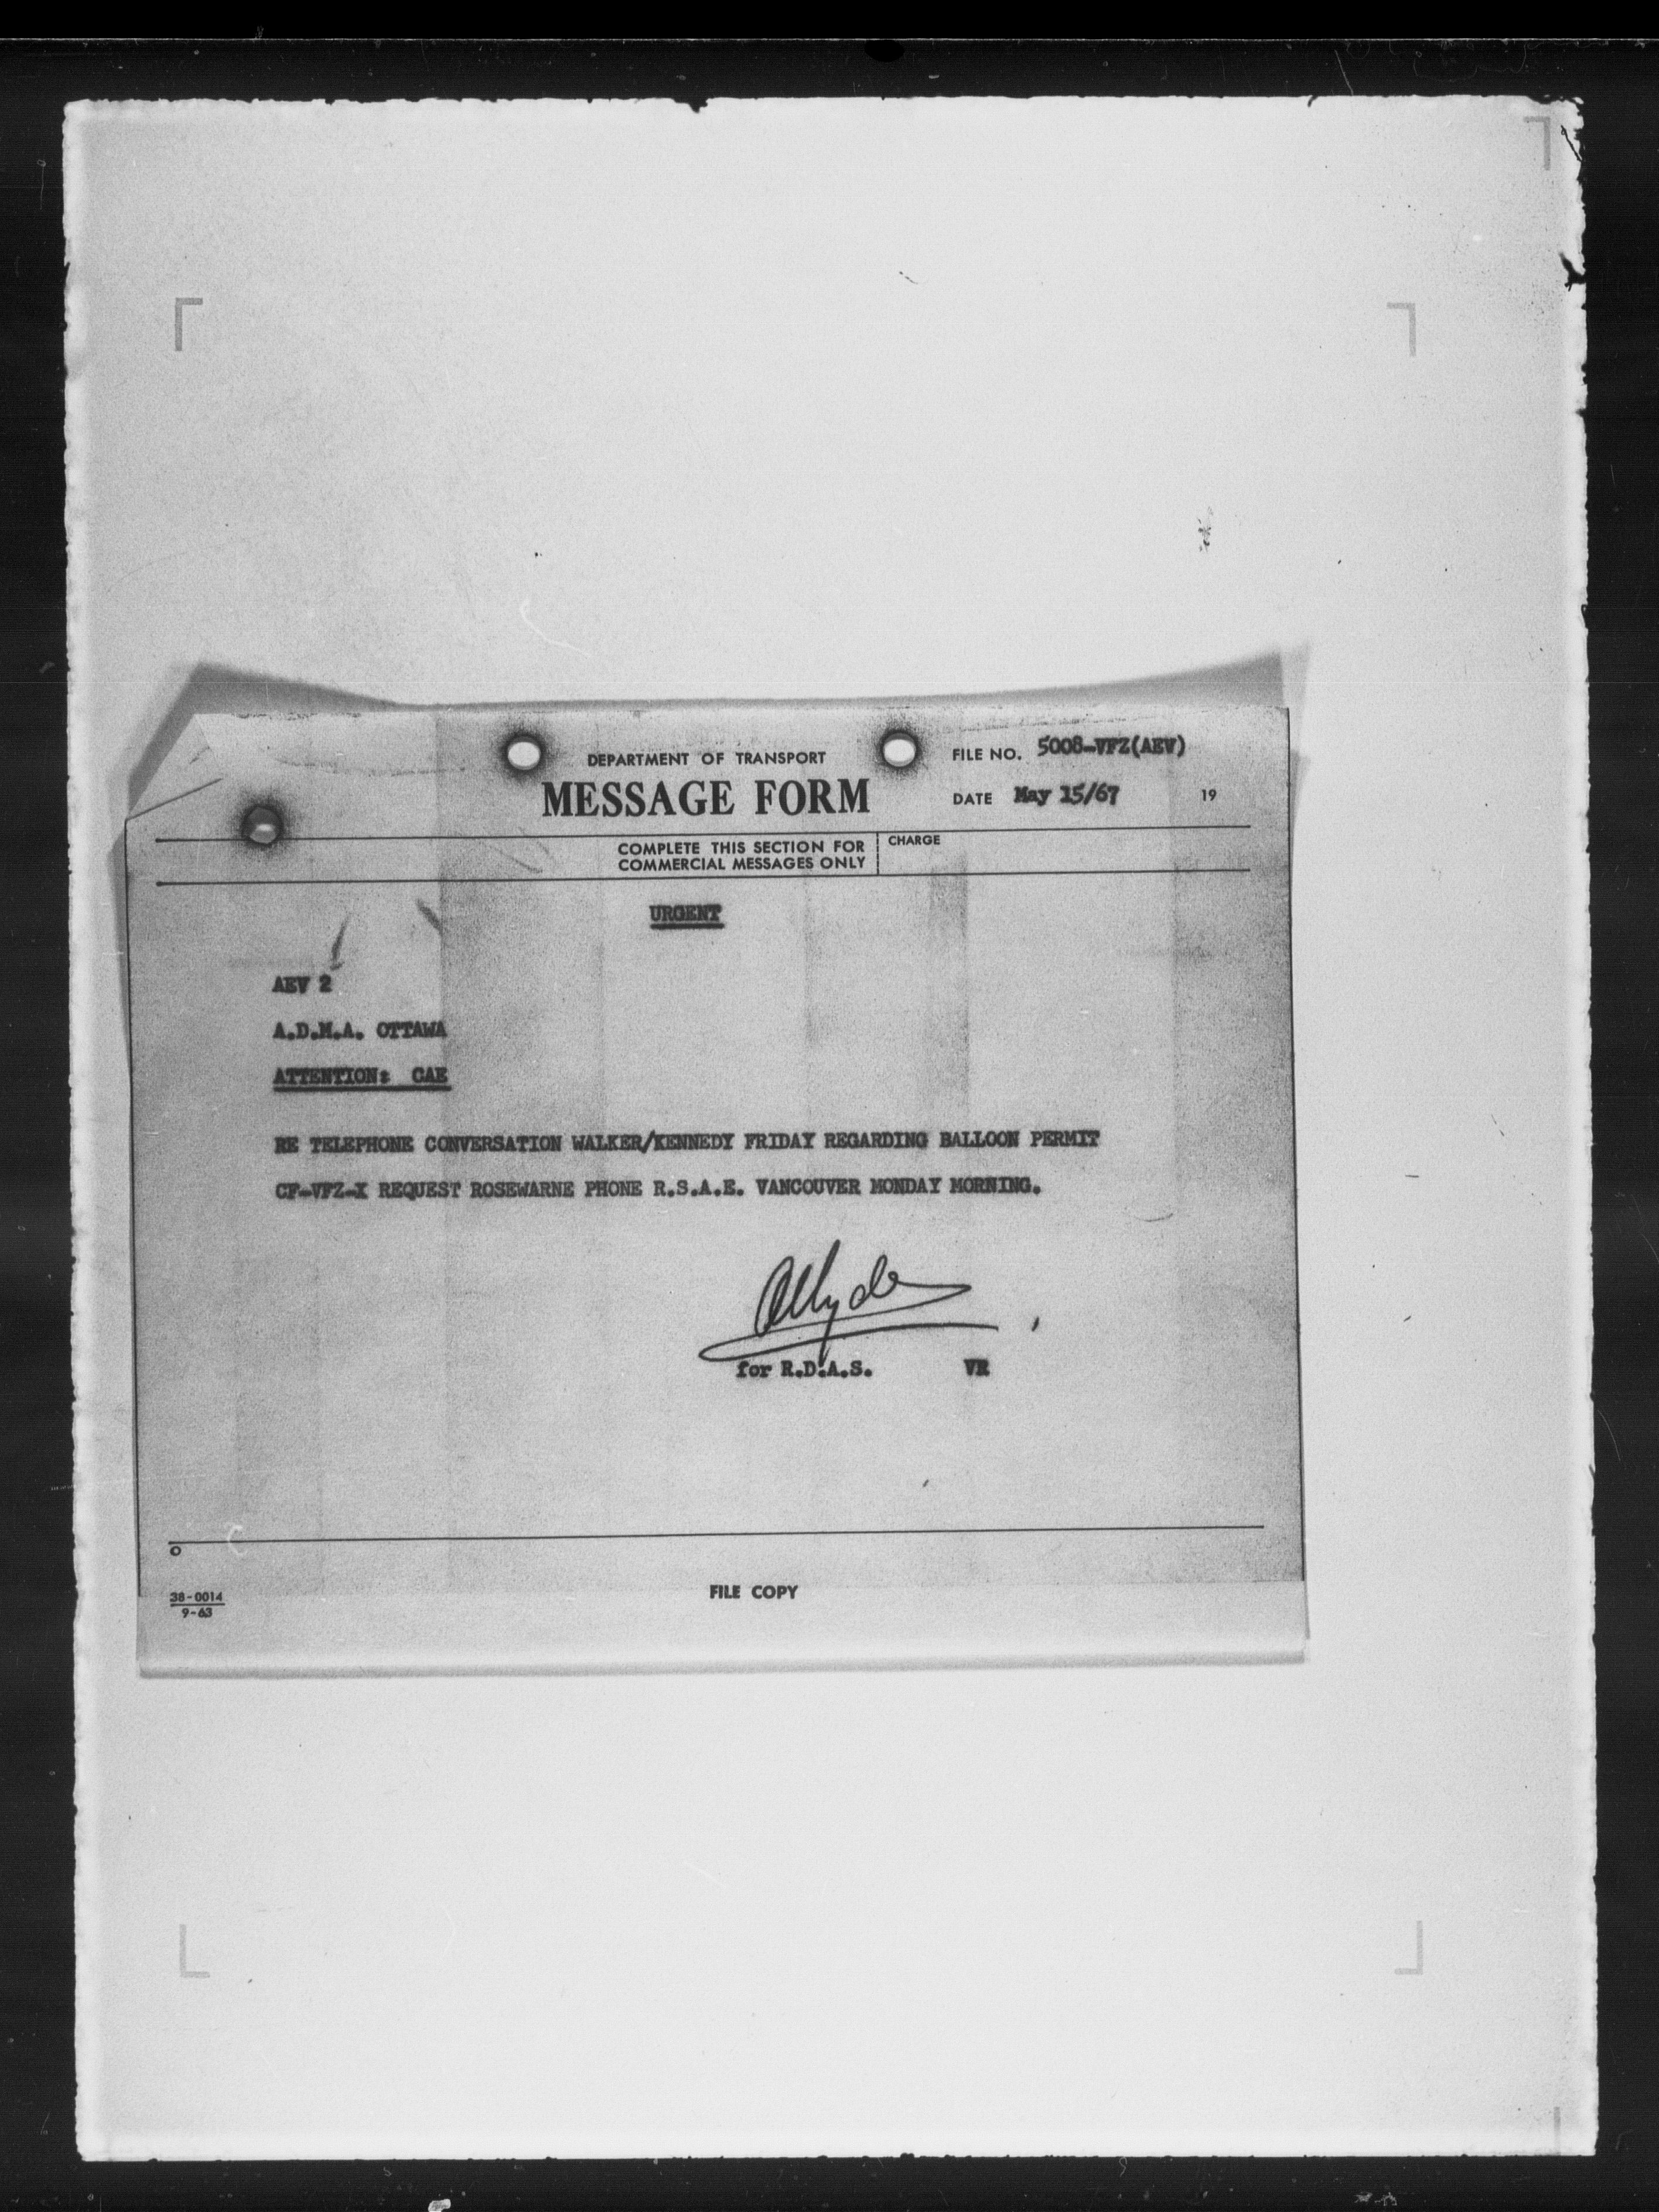 DEPARTMENT OF TRANSPORT
MESSAGE FORM
FILE NO. 5008-VFZ(AEV)
DATE May 15/67 19
COMPLETE THIS SECTION FOR
COMMERCIAL MESSAGES ONLY
CHARGE
URGENT
AEV 2
A.D.M.A. OTTAWA
ATTENTION: CAE
RE TELEPHONE CONVERSATION WALKER/KENNEDY FRIDAY REGARDING BALLOON PERMIT
CF-VFZ-X REQUEST ROSEWARNE PHONE R.S.A.E. VANCOUVER MONDAY MORNING.
for R.D.A.S. VR
38-0014
9-63
FILE COPY